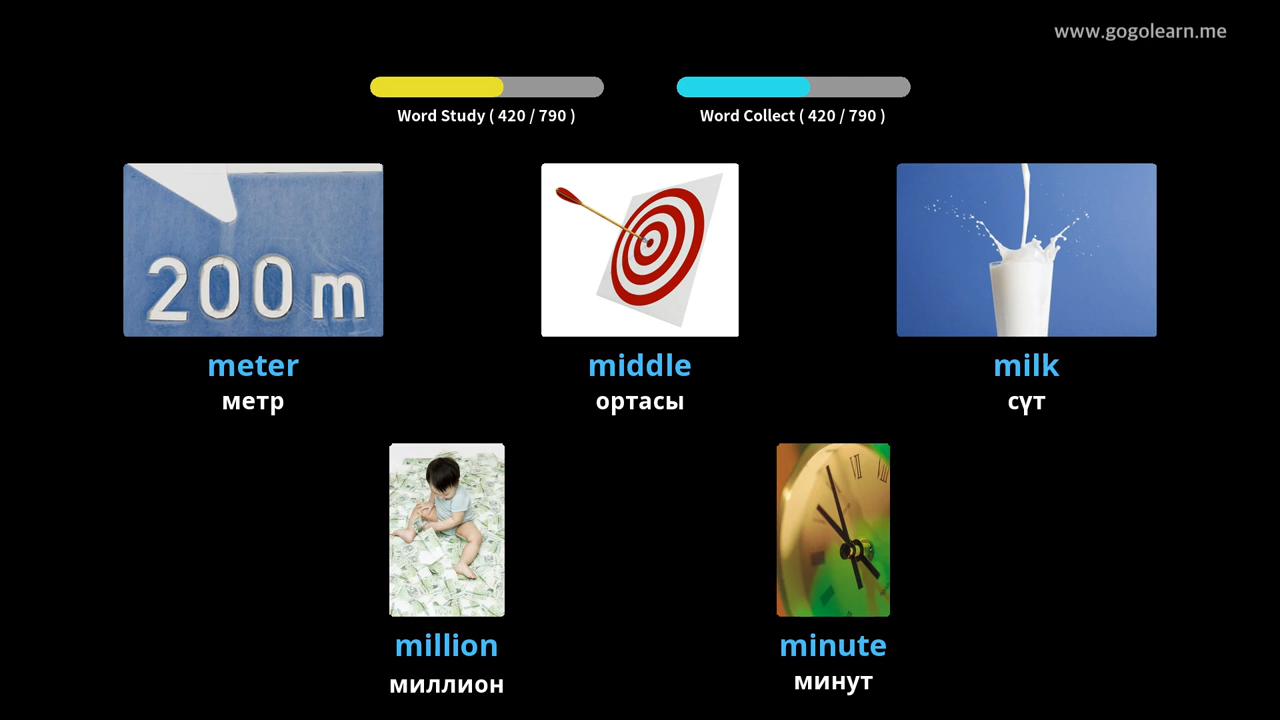 www.gogolearn.me
Word Study ( 420 / 790 )
Word Collect ( 420 / 790 )
200 m
meter
middle
milk
метр
ортасы
сүт
million
minute
миллион
минут